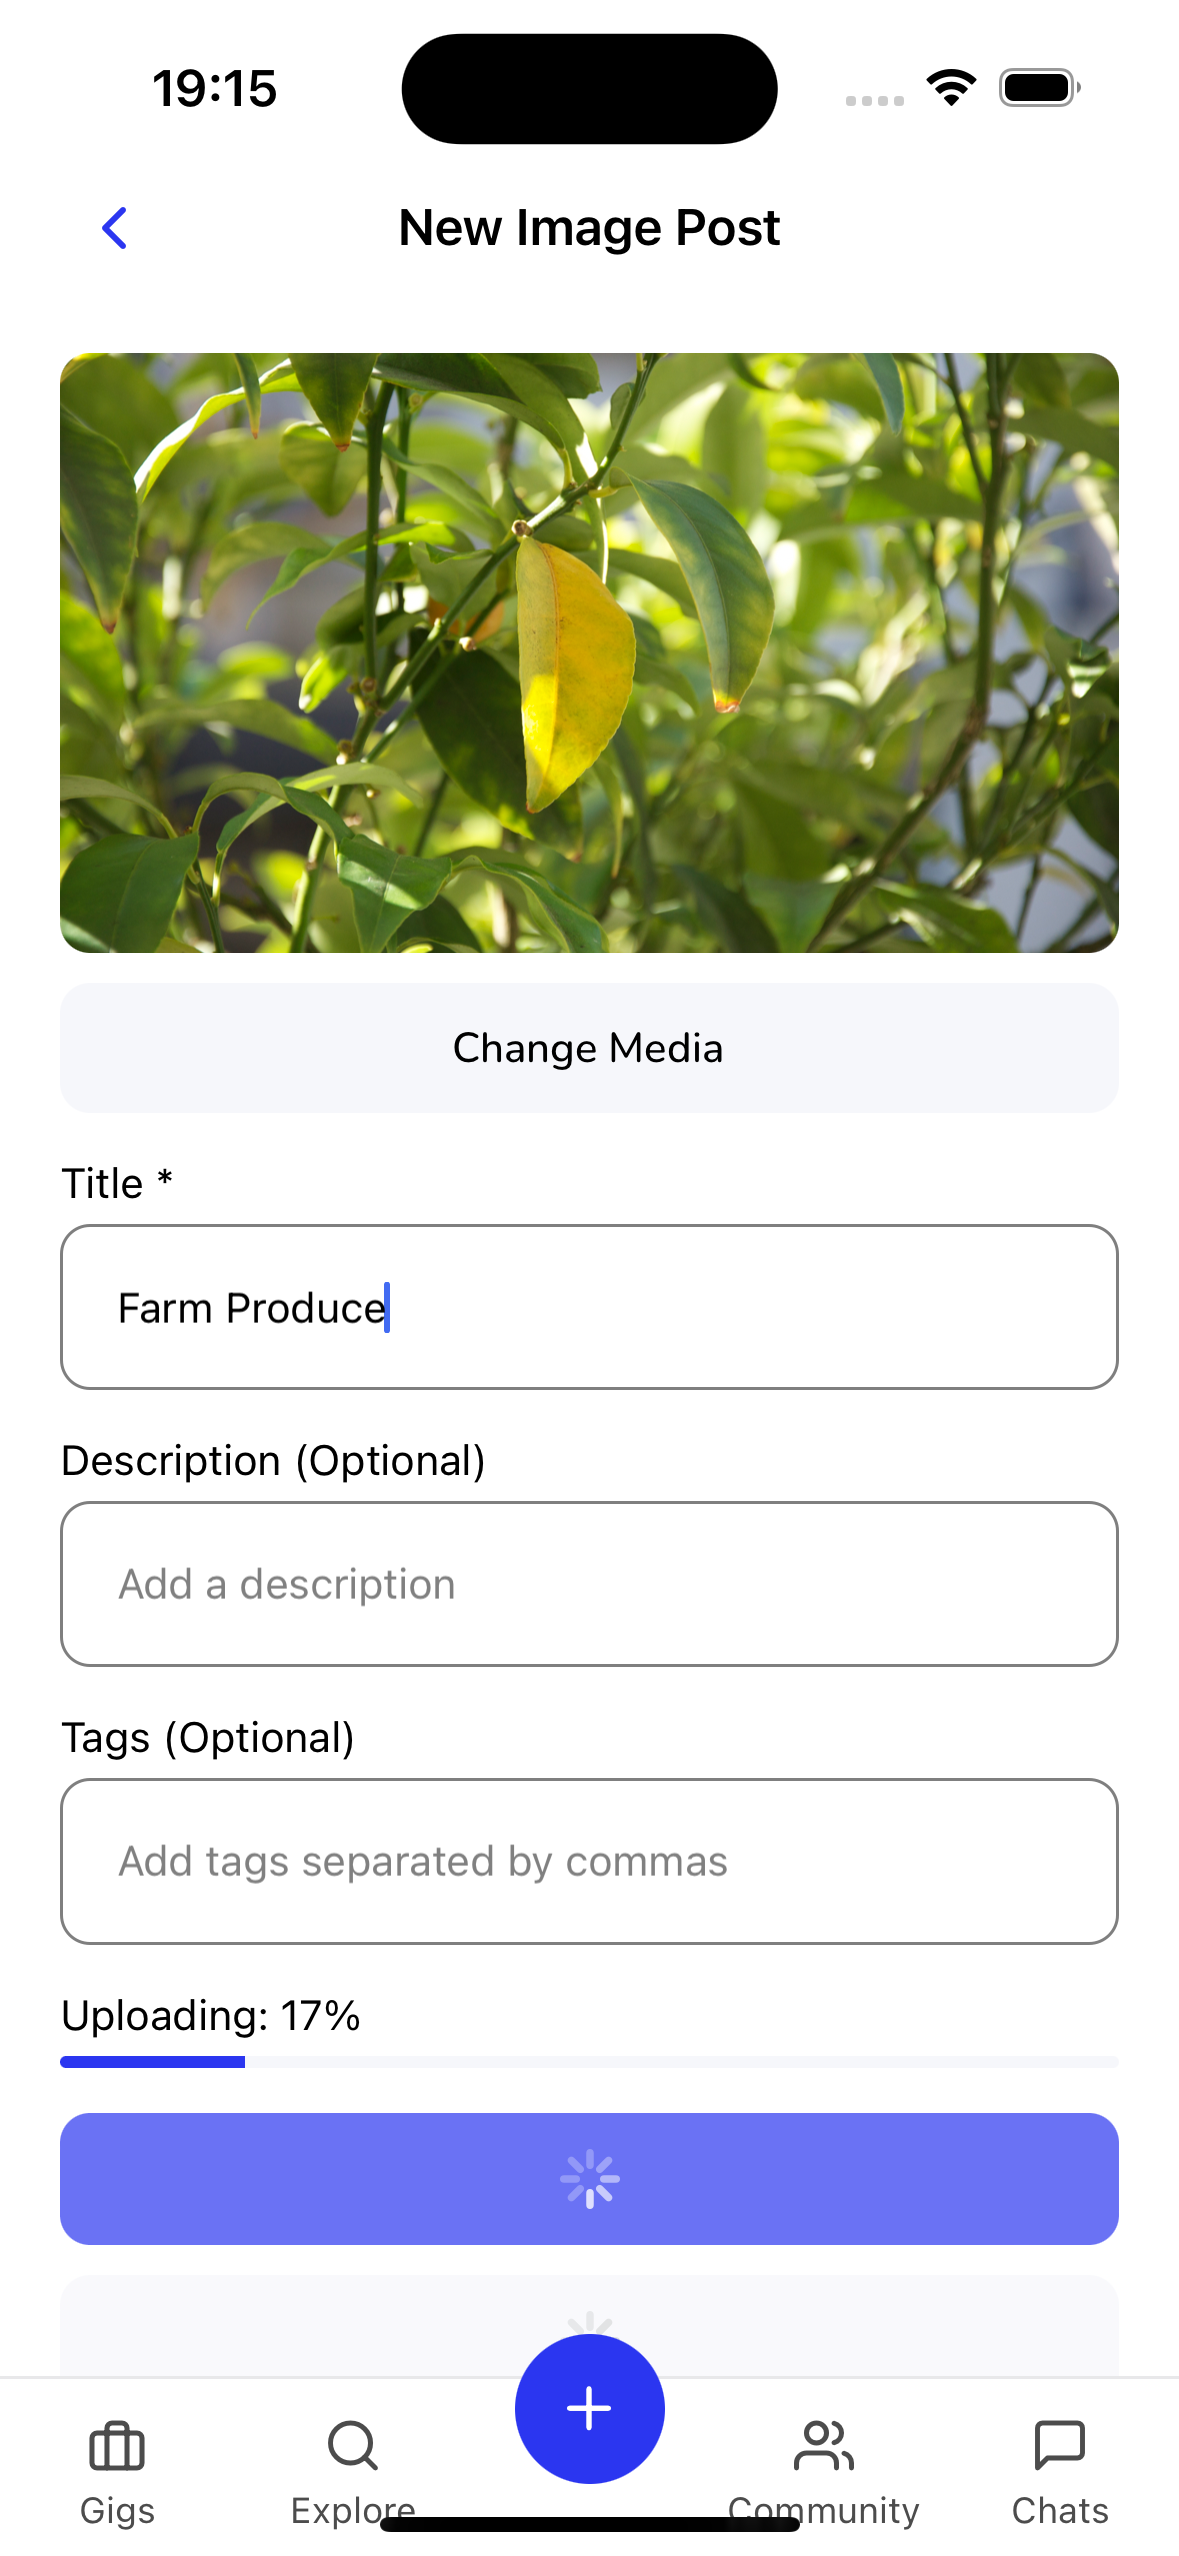 19:15
New Image Post
Change Media
Title *
Farm Produce
Description (Optional)
Add a description
Tags (Optional)
Add tags separated by commas
Uploading: 17%
Gigs
Explore
Community
Chats